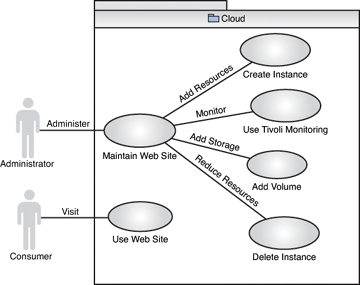 Cloud
Add Resources
Create Instance
Monitor
Use Tivoli Monitoring
Administer
Administrator
Maintain Web Site
Add Storage
Add Volume
Reduce Resources
Visit
Consumer
Use Web Site
Delete Instance